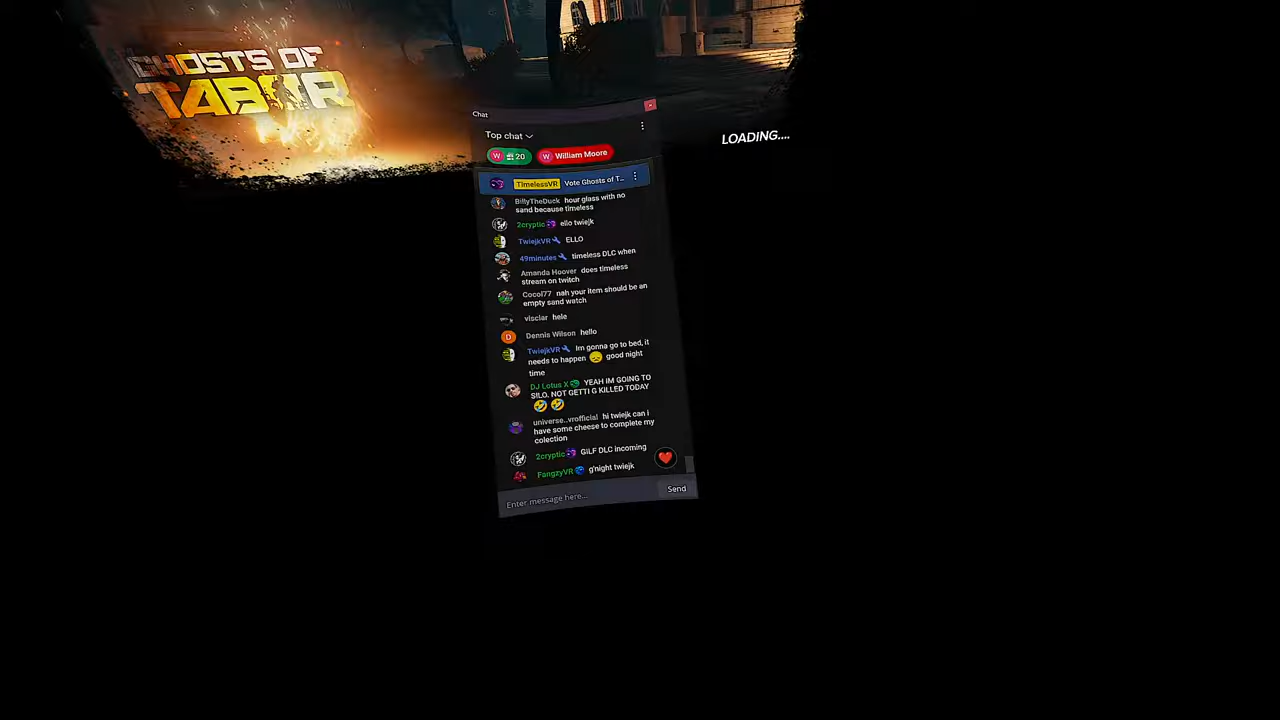 GHOSTS OF
TABOR
LOADING....
Chat
Top chat
W 20 W William Moore
TimelessVR Vote Ghosts of T...
BillyTheDuck hour glass with no
sand because timeless
2cryptic ello twiejk
TwiejkVR ELLO
49minutes timeless DLC when
Amanda Hoover does timeless
stream on twitch
Cocol77 nah your item should be an
empty sand watch
visclar hele
D Dennis Wilson hello
TwiejkVR Im gonna go to bed, it
needs to happen 😞 good night
time
DJ Lotus X YEAH IM GOING TO
SILO. NOT GETTI G KILLED TODAY
🤣 🤣
universe..vrofficial hi twiejk can i
have some cheese to complete my
colection
2cryptic GILF DLC incoming
FangzyVR g'night twiejk
Enter message here... Send